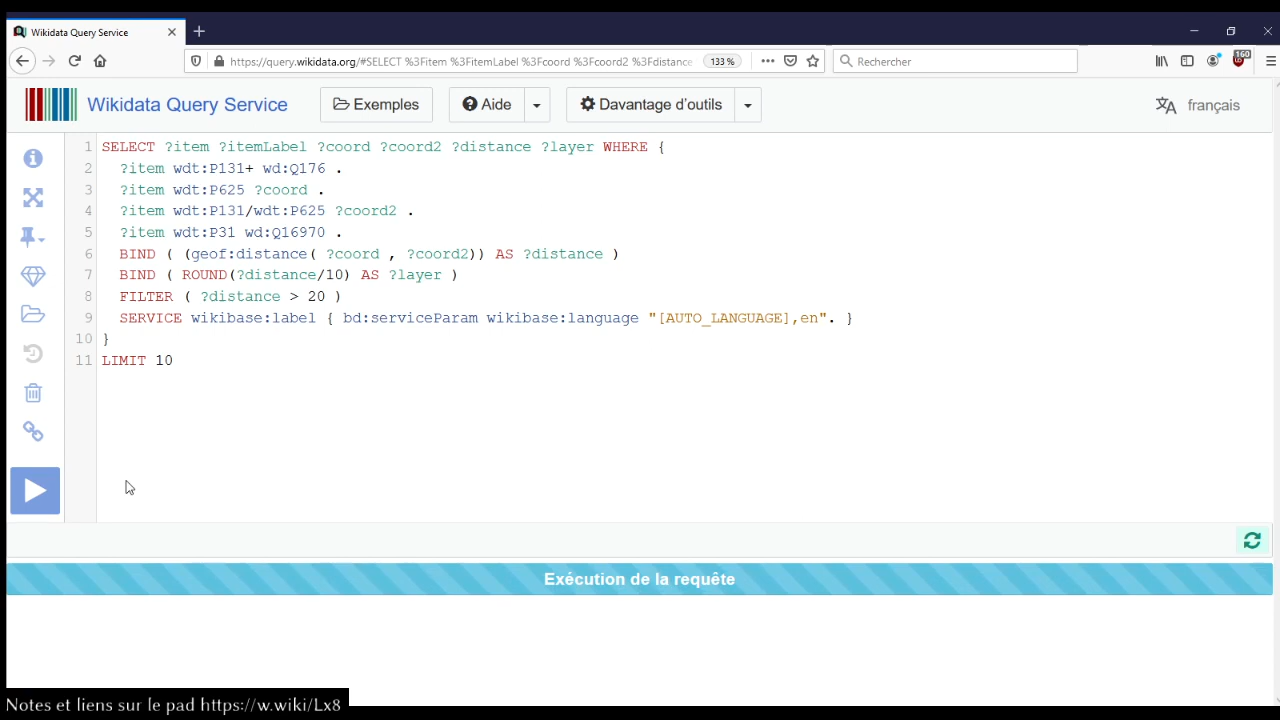 Wikidata Query Service
https://query.wikidata.org/#SELECT %3Fitem %3FitemLabel %3Fcoord %3Fcoord2 %3Fdistance
133 %
Rechercher
160
Wikidata Query Service
Exemples
Aide
Davantage d'outils
français
1 SELECT ?item ?itemLabel ?coord ?coord2 ?distance ?layer WHERE {
2 ?item wdt:P131+ wd:Q176 .
3 ?item wdt:P625 ?coord .
4 ?item wdt:P131/wdt:P625 ?coord2 .
5 ?item wdt:P31 wd:Q16970 .
6 BIND ( (geof:distance( ?coord , ?coord2)) AS ?distance )
7 BIND ( ROUND(?distance/10) AS ?layer )
8 FILTER ( ?distance > 20 )
9 SERVICE wikibase:label { bd:serviceParam wikibase:language "[AUTO_LANGUAGE],en". }
10 }
11 LIMIT 10
Exécution de la requête
Notes et liens sur le pad https://w.wiki/Lx8